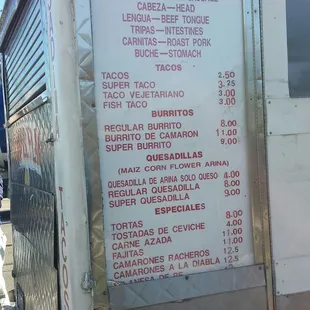 CABEZA—HEAD
LENGUA—BEEF TONGUE
TRIPAS—INTESTINES
CARNITAS—ROAST PORK
BUCHE—STOMACH
TACOS
TACOS 2.50
SUPER TACO 3.25
TACO VEJETARIANO 3.00
FISH TACO 3.00
BURRITOS
REGULAR BURRITO 8.00
BURRITO DE CAMARON 11.00
SUPER BURRITO 9.00
QUESADILLAS
(MAIZ CORN FLOWER ARINA)
QUESADILLA DE ARINA SOLO QUESO 4.00
REGULAR QUESADILLA 8.00
SUPER QUESADILLA 9.00
ESPECIALES
TORTAS 8.00
TOSTADAS DE CEVICHE 4.00
CARNE AZADA 11.00
FAJITAS 11.00
CAMARONES RACHEROS 12.5
CAMARONES A LA DIABLA 12.5